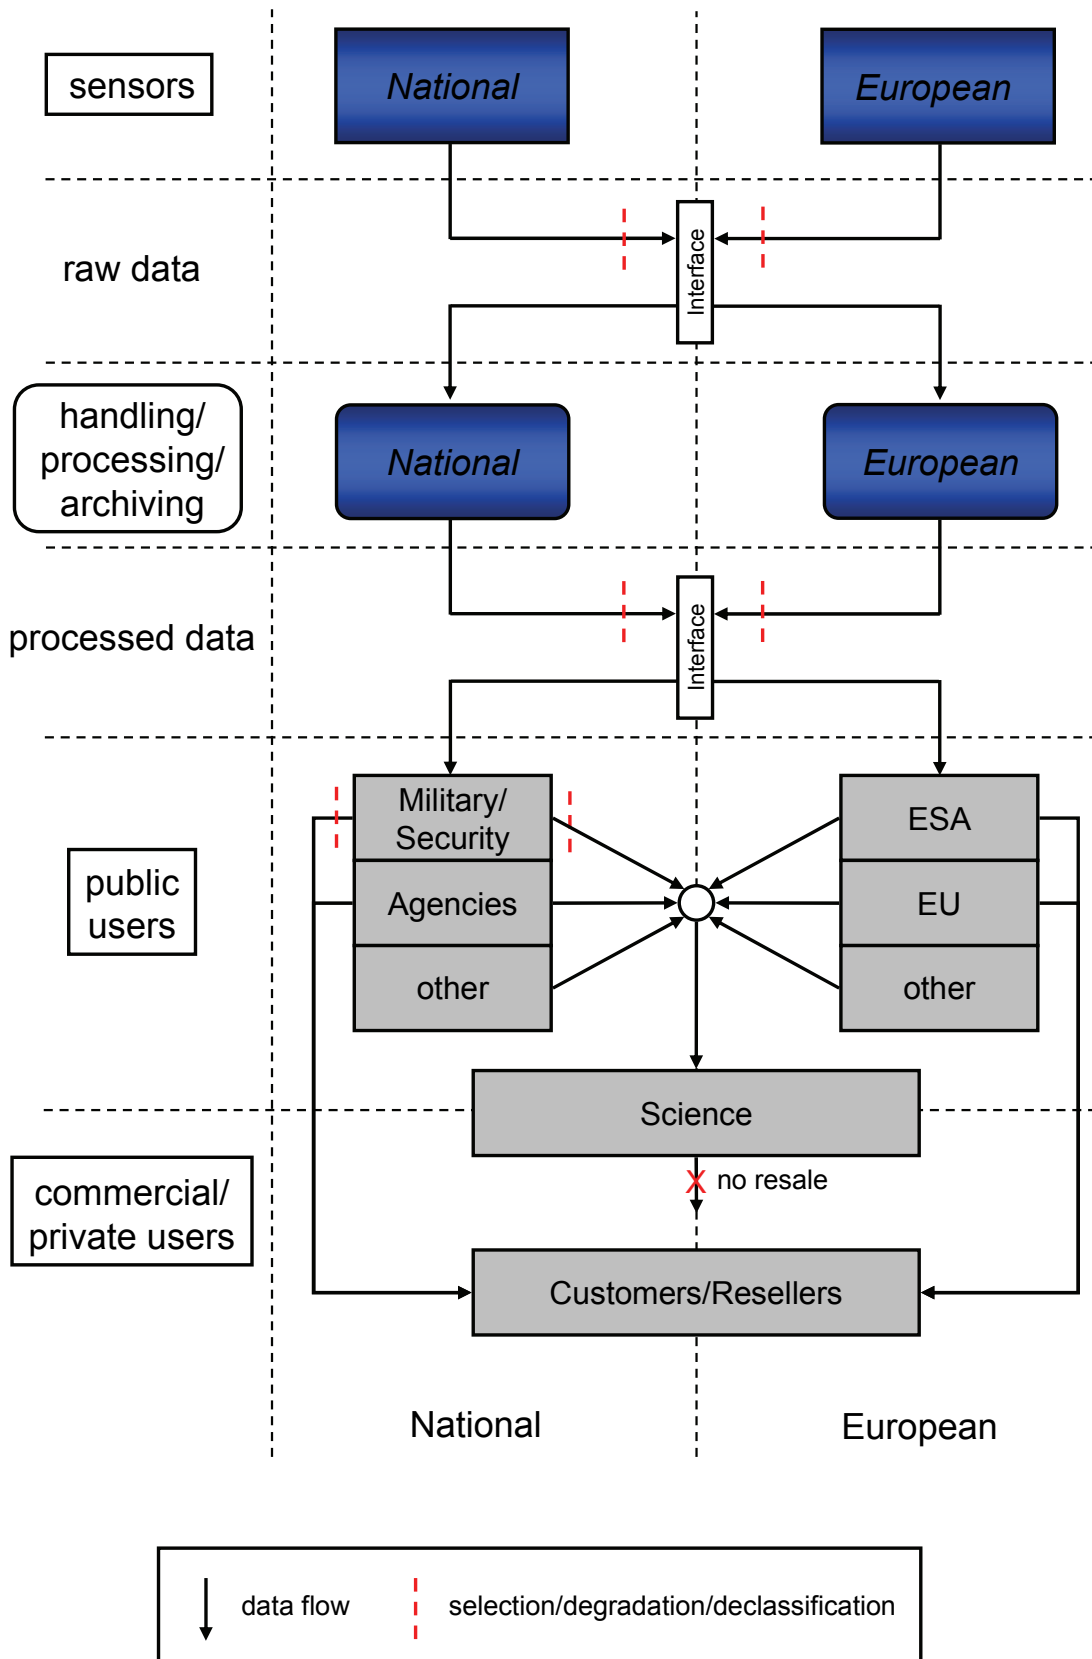 sensors
National
European
raw data
Interface
handling/
processing/
archiving
National
European
processed data
Interface
public
users
Military/
Security
Agencies
other
ESA
EU
other
Science
no resale
commercial/
private users
Customers/Resellers
National
European
data flow
selection/degradation/declassification